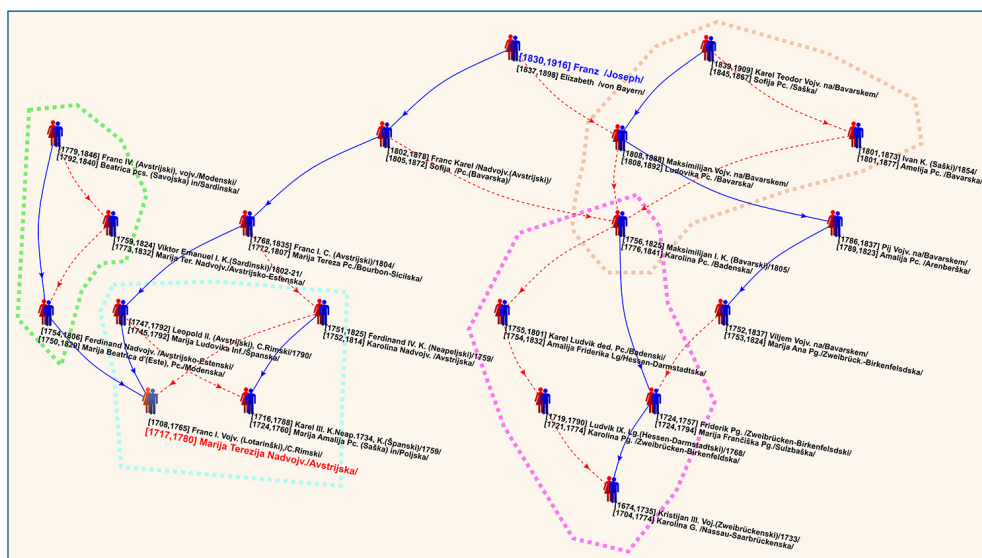 [1830,1916] Franz /Joseph/
[1837,1898] Elizabeth /von Bayern/
[1839,1909] Karel Teodor Vojv. na/Bavarskem/
[1845,1867] Sofija Pc. /Saška/
[1779,1846] Franc IV. (Avstrijski), vojv./Modenski/
[1792,1840] Beatrica pcs. (Savojska) in/Sardinska/
[1802,1878] Franc Karel /Nadvojv.(Avstrijski)/
[1805,1872] Sofija /Pc.(Bavarska)/
[1808,1888] Maksimilijan Vojv. na/Bavarskem/
[1808,1892] Ludovika Pc. /Bavarska/
[1801,1873] Ivan K. (Saški)/1854/
[1801,1877] Amelija Pc. /Bavarska/
[1759,1824] Viktor Emanuel I. K.(Sardinski)/1802-21/
[1773,1832] Marija Ter. Nadvojv./Avstrijsko-Estenska/
[1768,1835] Franc I. C. (Avstrijski)/1804/
[1772,1807] Marija Tereza Pc./Bourbon-Sicilska/
[1756,1825] Maksimilijan I. K. (Bavarski)/1805/
[1776,1841] Karolina Pc. /Badenska/
[1786,1837] Pij Vojv. na/Bavarskem/
[1789,1823] Amalija Pc. /Arenberška/
[1754,1806] Ferdinand Nadvojv. /Avstrijsko-Estenski/
[1750,1829] Marija Beatrica d'(Este), Pc./Modenska/
[1747,1792] Leopold II. (Avstrijski), C.Rimski/1790/
[1745,1792] Marija Ludovika Inf./Španska/
[1751,1825] Ferdinand IV. K. (Neapeljski)/1759/
[1752,1814] Karolina Nadvojv. /Avstrijska/
[1755,1801] Karel Ludvik ded. Pc./Badenski/
[1754,1832] Amalija Friderika Lg/Hessen-Darmstadtska/
[1752,1837] Viljem Vojv. na/Bavarskem/
[1753,1824] Marija Ana Pg./Zweibrück.-Birkenfelsdska/
[1708,1765] Franc I. Vojv. (Lotarinški),/C.Rimski/
[1717,1780] Marija Terezija Nadvojv./Avstrijska/
[1716,1788] Karel III. K.Neap.1734, K.(Španski)/1759/
[1724,1760] Marija Amalija Pc. (Saška) in/Poljska/
[1719,1790] Ludvik IX. Lg.(Hessen-Darmstadtski)/1768/
[1721,1774] Karolina Pg. /Zweibrücken-Birkenfeldska/
[1724,1757] Friderik Pg. /Zweibrücken-Birkenfelsdski/
[1724,1794] Marija Frančiška Pg./Sulzbaška/
[1674,1735] Kristijan III. Voj.(Zweibrückenski)/1733/
[1704,1774] Karolina G. /Nassau-Saarbrückenska/